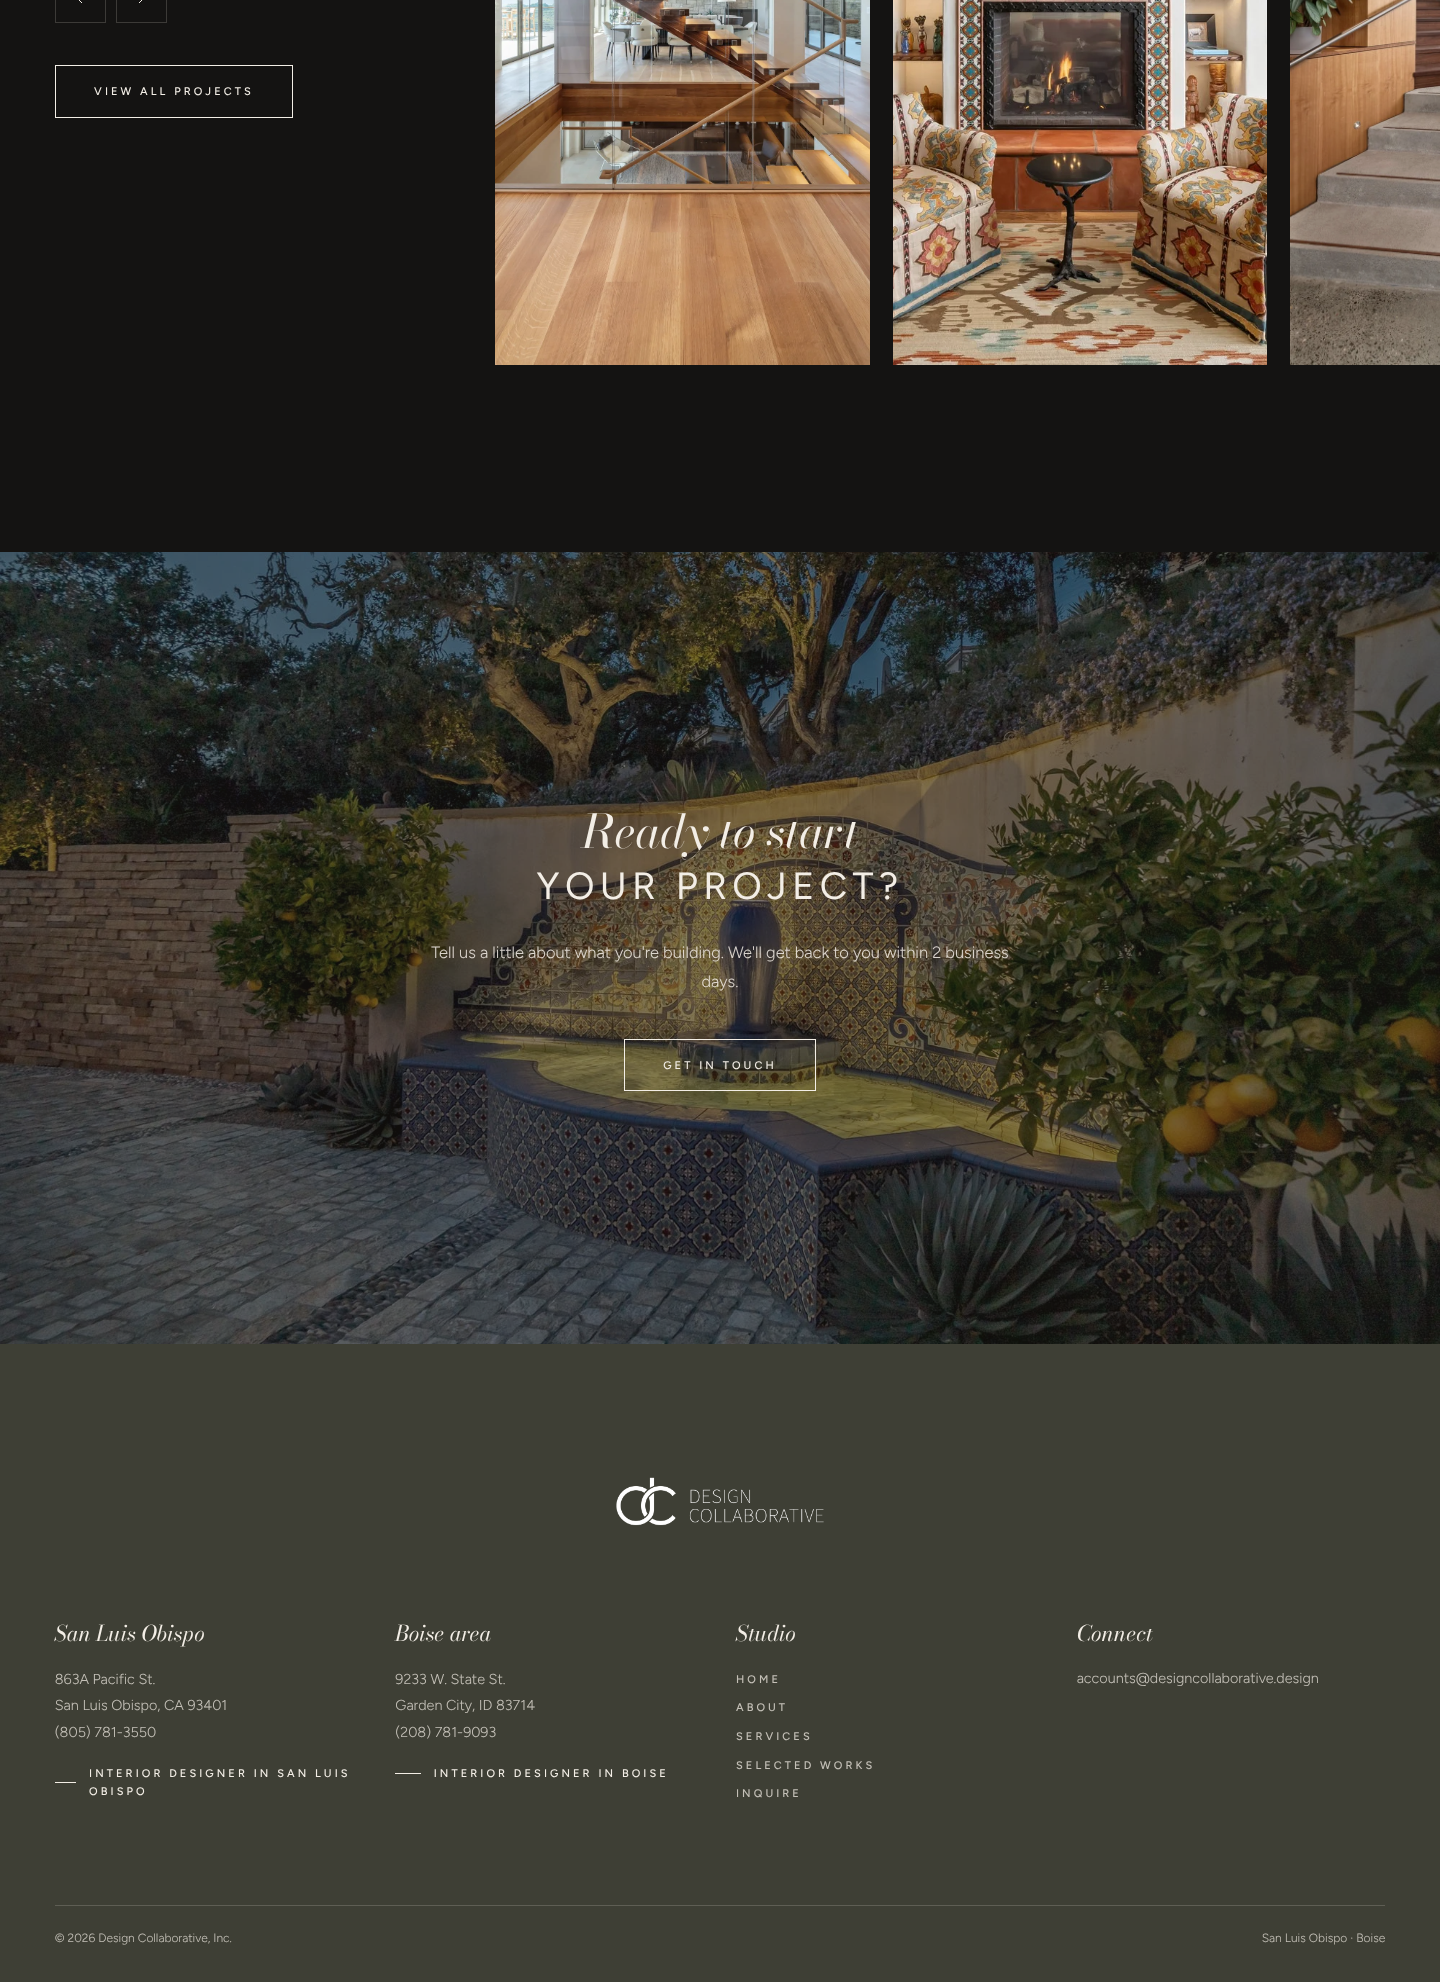 VIEW ALL PROJECTS
Ready to start
YOUR PROJECT?
Tell us a little about what you're building. We'll get back to you within 2 business
days.
GET IN TOUCH
dc DESIGN
COLLABORATIVE
San Luis Obispo
863A Pacific St.
San Luis Obispo, CA 93401
(805) 781-3550
INTERIOR DESIGNER IN SAN LUIS
OBISPO
Boise area
9233 W. State St.
Garden City, ID 83714
(208) 781-9093
INTERIOR DESIGNER IN BOISE
Studio
HOME
ABOUT
SERVICES
SELECTED WORKS
INQUIRE
Connect
accounts@designcollaborative.design
© 2026 Design Collaborative, Inc.
San Luis Obispo · Boise